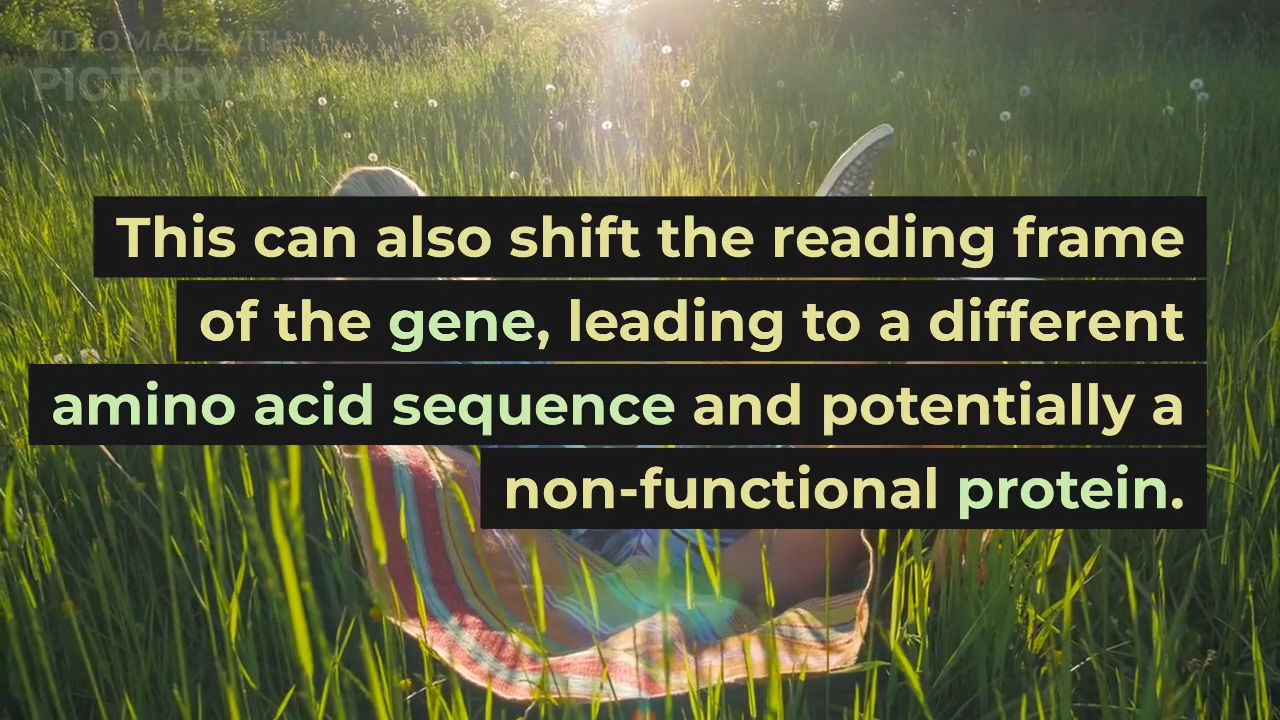 VIDEO MADE WITH
PICTORY.AI
This can also shift the reading frame
of the gene, leading to a different
amino acid sequence and potentially a
non-functional protein.